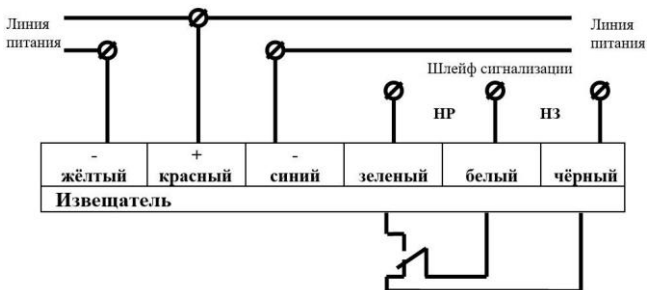 Линия
питания
Линия
питания
Шлейф сигнализации
НР НЗ
- + -
жёлтый красный синий зеленый белый чёрный
Извещатель